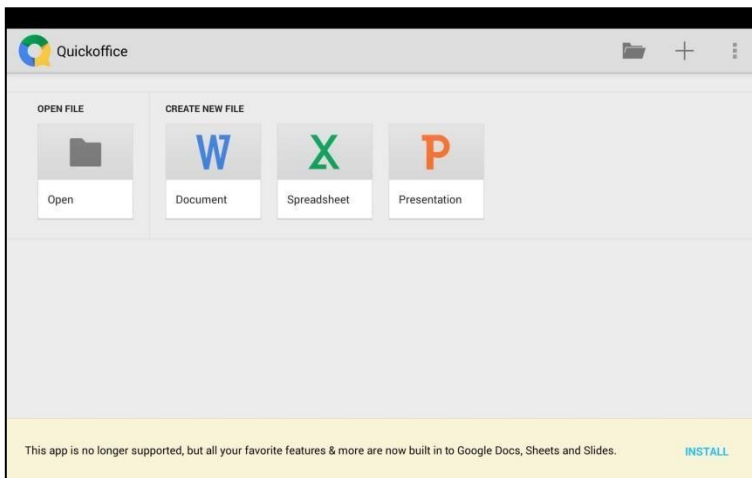 Quickoffice
OPEN FILE
CREATE NEW FILE
W
X
P
Open
Document
Spreadsheet
Presentation
This app is no longer supported, but all your favorite features & more are now built in to Google Docs, Sheets and Slides.
INSTALL